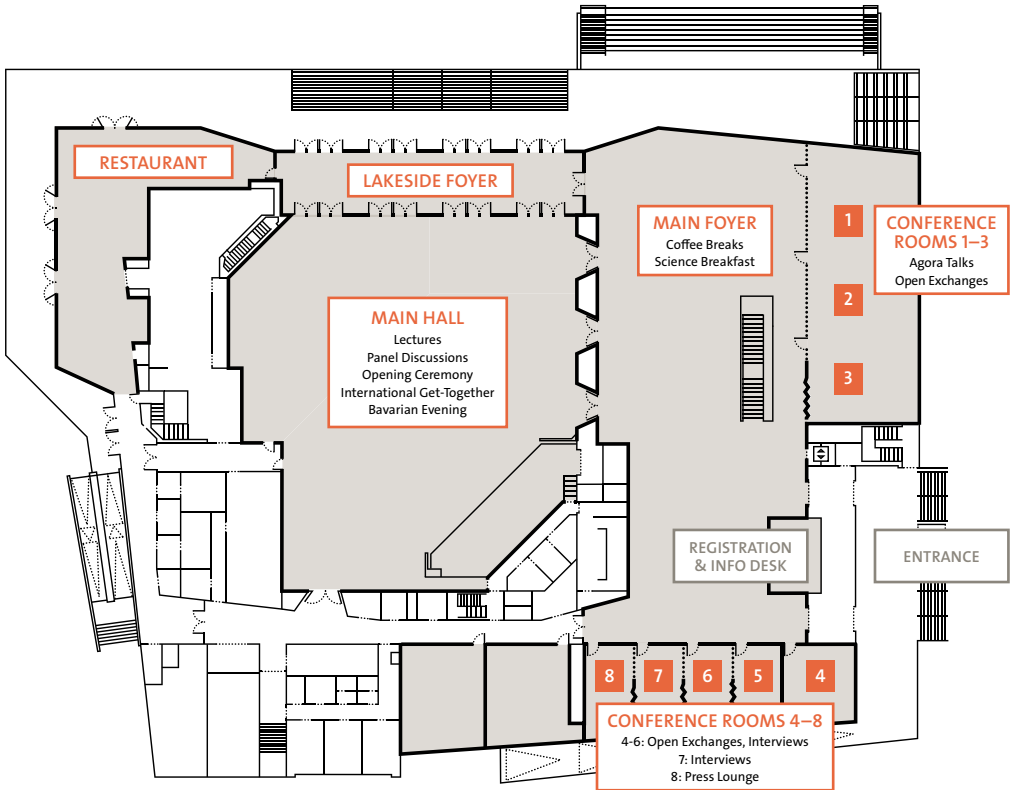 RESTAURANT
LAKESIDE FOYER
MAIN FOYER
Coffee Breaks
Science Breakfast
1
2
3
CONFERENCE
ROOMS 1–3
Agora Talks
Open Exchanges
MAIN HALL
Lectures
Panel Discussions
Opening Ceremony
International Get-Together
Bavarian Evening
REGISTRATION
& INFO DESK
ENTRANCE
8
7
6
5
4
CONFERENCE ROOMS 4–8
4-6: Open Exchanges, Interviews
7: Interviews
8: Press Lounge